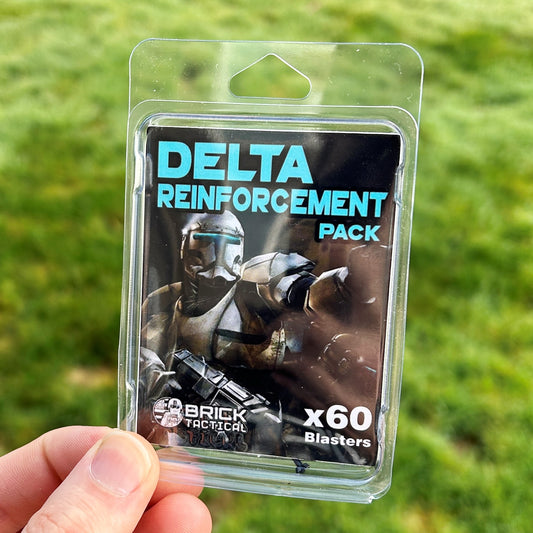 DELTA
REINFORCEMENT
PACK
BRICK
TACTICAL
x60
Blasters